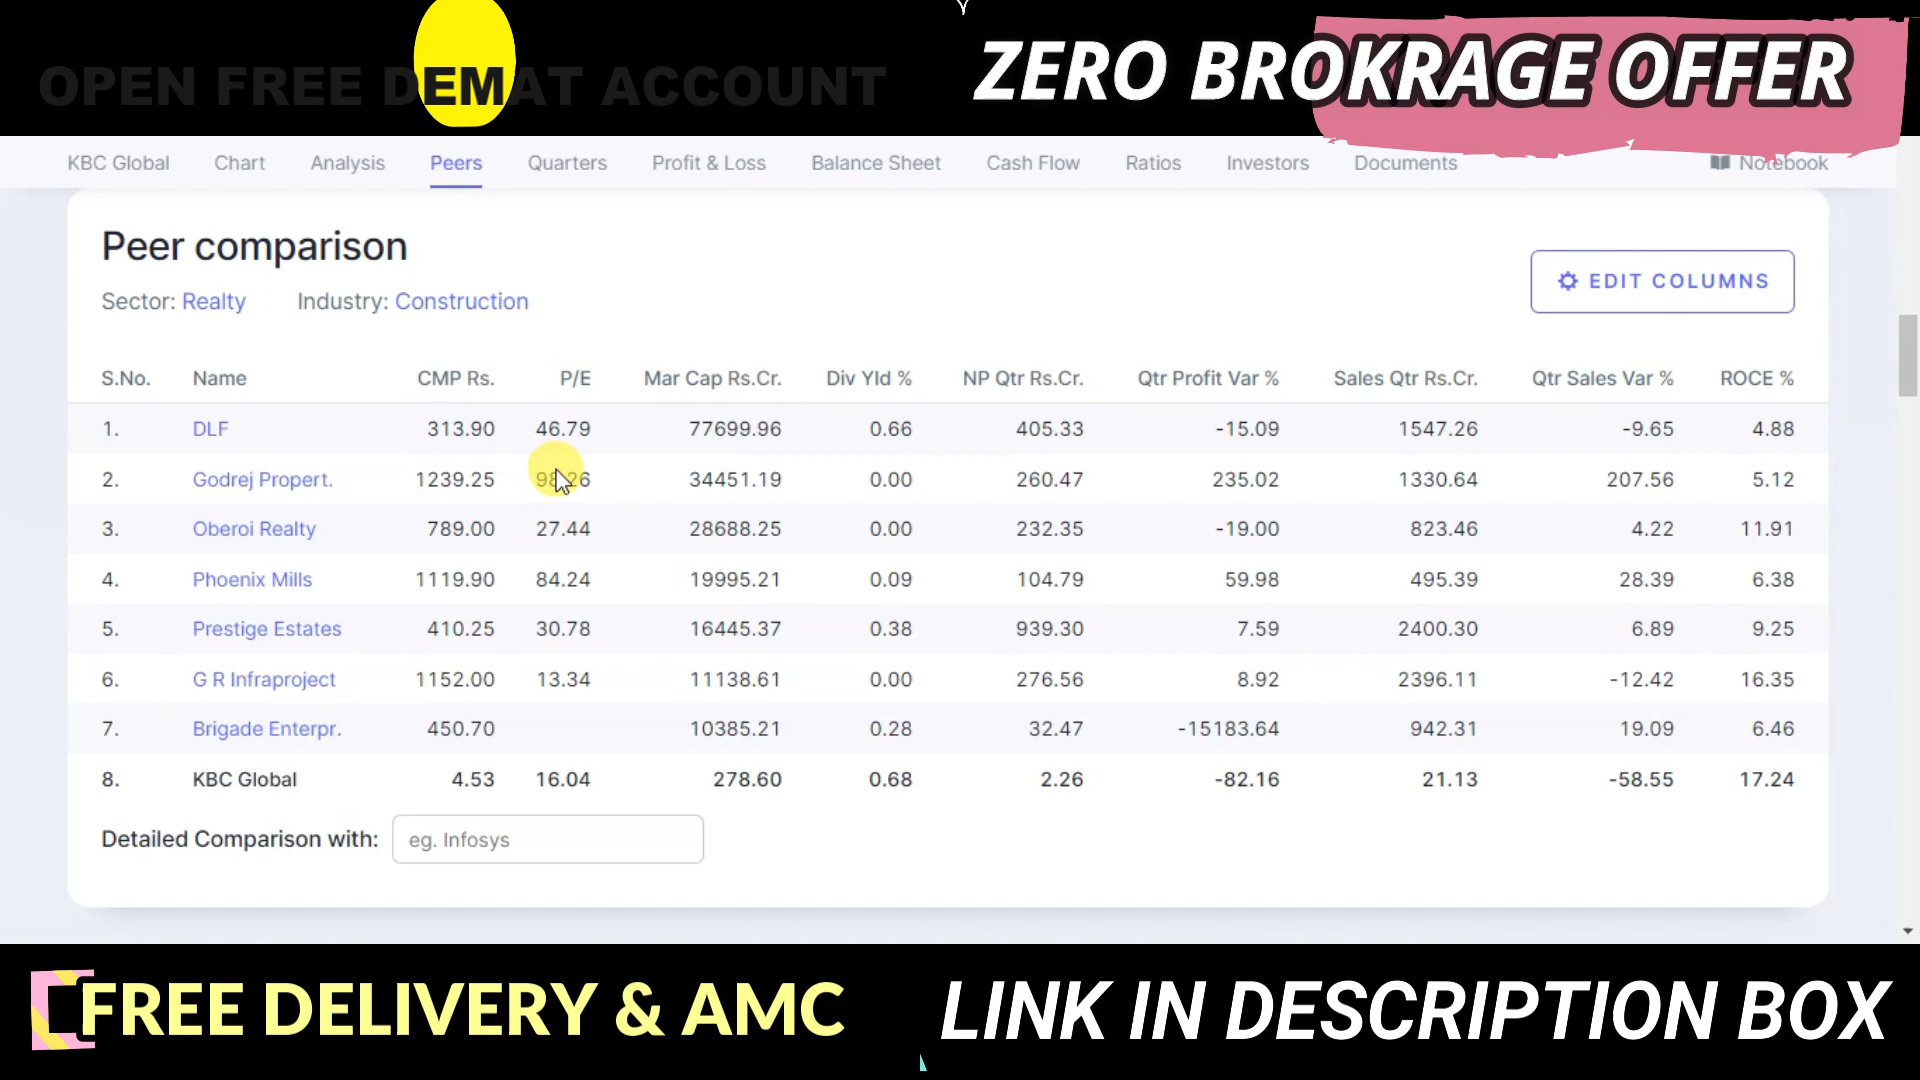 OPEN FREE DEMAT ACCOUNT
ZERO BROKRAGE OFFER
KBC Global Chart Analysis Peers Quarters Profit & Loss Balance Sheet Cash Flow Ratios Investors Documents Notebook
Peer comparison
EDIT COLUMNS
Sector: Realty Industry: Construction
S.No. Name CMP Rs. P/E Mar Cap Rs.Cr. Div Yld % NP Qtr Rs.Cr. Qtr Profit Var % Sales Qtr Rs.Cr. Qtr Sales Var % ROCE %
1. DLF 313.90 46.79 77699.96 0.66 405.33 -15.09 1547.26 -9.65 4.88
2. Godrej Propert. 1239.25 34451.19 0.00 260.47 235.02 1330.64 207.56 5.12
3. Oberoi Realty 789.00 27.44 28688.25 0.00 232.35 -19.00 823.46 4.22 11.91
4. Phoenix Mills 1119.90 84.24 19995.21 0.09 104.79 59.98 495.39 28.39 6.38
5. Prestige Estates 410.25 30.78 16445.37 0.38 939.30 7.59 2400.30 6.89 9.25
6. G R Infraproject 1152.00 13.34 11138.61 0.00 276.56 8.92 2396.11 -12.42 16.35
7. Brigade Enterpr. 450.70 10385.21 0.28 32.47 -15183.64 942.31 19.09 6.46
8. KBC Global 4.53 16.04 278.60 0.68 2.26 -82.16 21.13 -58.55 17.24
Detailed Comparison with: eg. Infosys
FREE DELIVERY & AMC
LINK IN DESCRIPTION BOX